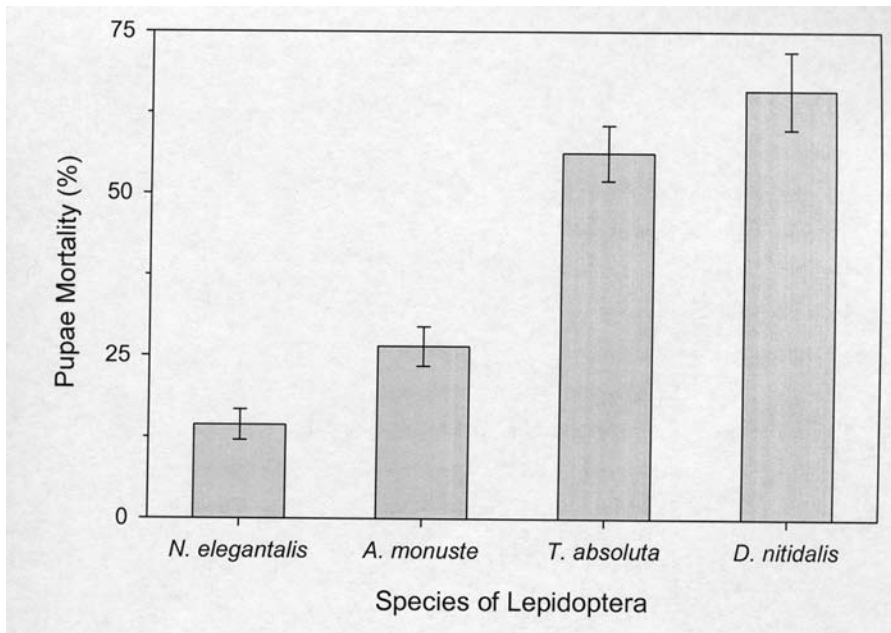 75
50
25
0
Pupae Mortality (%)
N. elegantalis
A. monuste
T. absoluta
D. nitidalis
Species of Lepidoptera